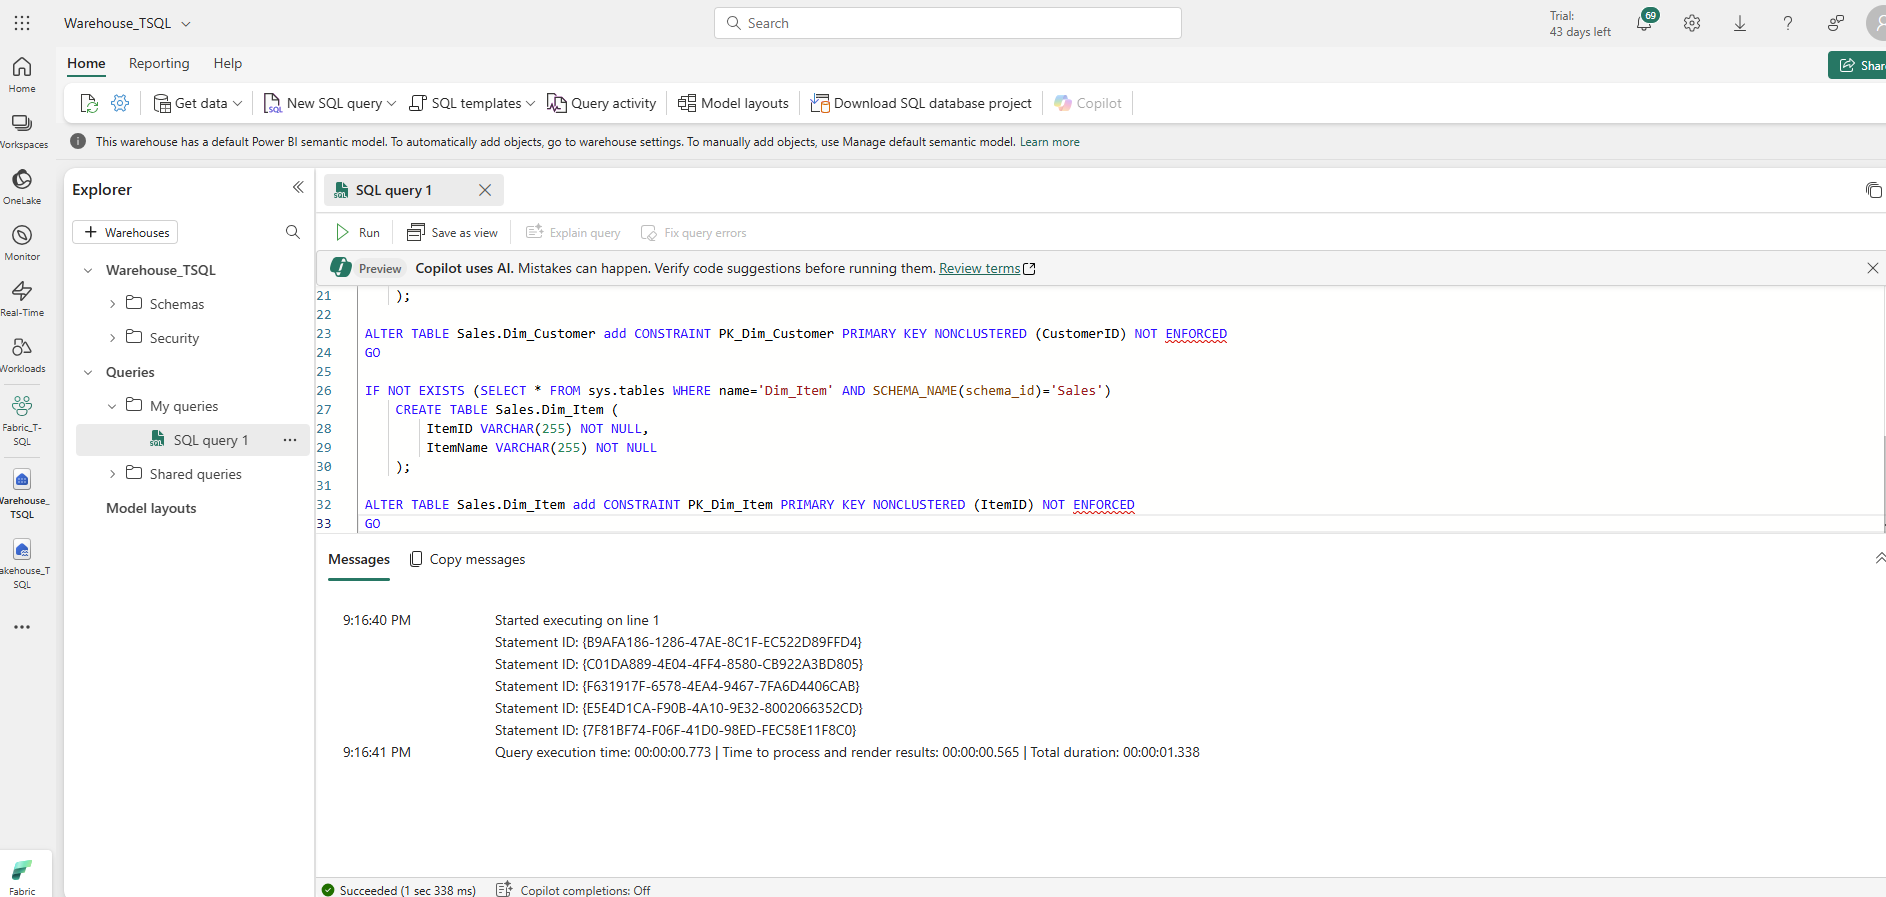 Warehouse_TSQL
Search
Trial:
43 days left
69
Home Reporting Help
Get data New SQL query SQL templates Query activity Model layouts Download SQL database project Copilot
This warehouse has a default Power BI semantic model. To automatically add objects, go to warehouse settings. To manually add objects, use Manage default semantic model. Learn more
Home
OneLake
Monitor
Real-Time
Fabric_T-
SQL
TSQL
SQL
Fabric
Explorer
Warehouses
Warehouse_TSQL
Schemas
Security
Queries
My queries
SQL query 1
Shared queries
Model layouts
SQL query 1
Run Save as view Explain query Fix query errors
Preview Copilot uses AI. Mistakes can happen. Verify code suggestions before running them. Review terms
21 );
22
23 ALTER TABLE Sales.Dim_Customer add CONSTRAINT PK_Dim_Customer PRIMARY KEY NONCLUSTERED (CustomerID) NOT ENFORCED
24 GO
25
26 IF NOT EXISTS (SELECT * FROM sys.tables WHERE name='Dim_Item' AND SCHEMA_NAME(schema_id)='Sales')
27 CREATE TABLE Sales.Dim_Item (
28 ItemID VARCHAR(255) NOT NULL,
29 ItemName VARCHAR(255) NOT NULL
30 );
31
32 ALTER TABLE Sales.Dim_Item add CONSTRAINT PK_Dim_Item PRIMARY KEY NONCLUSTERED (ItemID) NOT ENFORCED
33 GO
Messages Copy messages
9:16:40 PM Started executing on line 1
Statement ID: {B9AFA186-1286-47AE-8C1F-EC522D89FFD4}
Statement ID: {C01DA889-4E04-4FF4-8580-CB922A3BD805}
Statement ID: {F631917F-6578-4EA4-9467-7FA6D4406CAB}
Statement ID: {E5E4D1CA-F90B-4A10-9E32-8002066352CD}
Statement ID: {7F81BF74-F06F-41D0-98ED-FEC58E11F8C0}
9:16:41 PM Query execution time: 00:00:00.773 | Time to process and render results: 00:00:00.565 | Total duration: 00:00:01.338
Succeeded (1 sec 338 ms) Copilot completions: Off